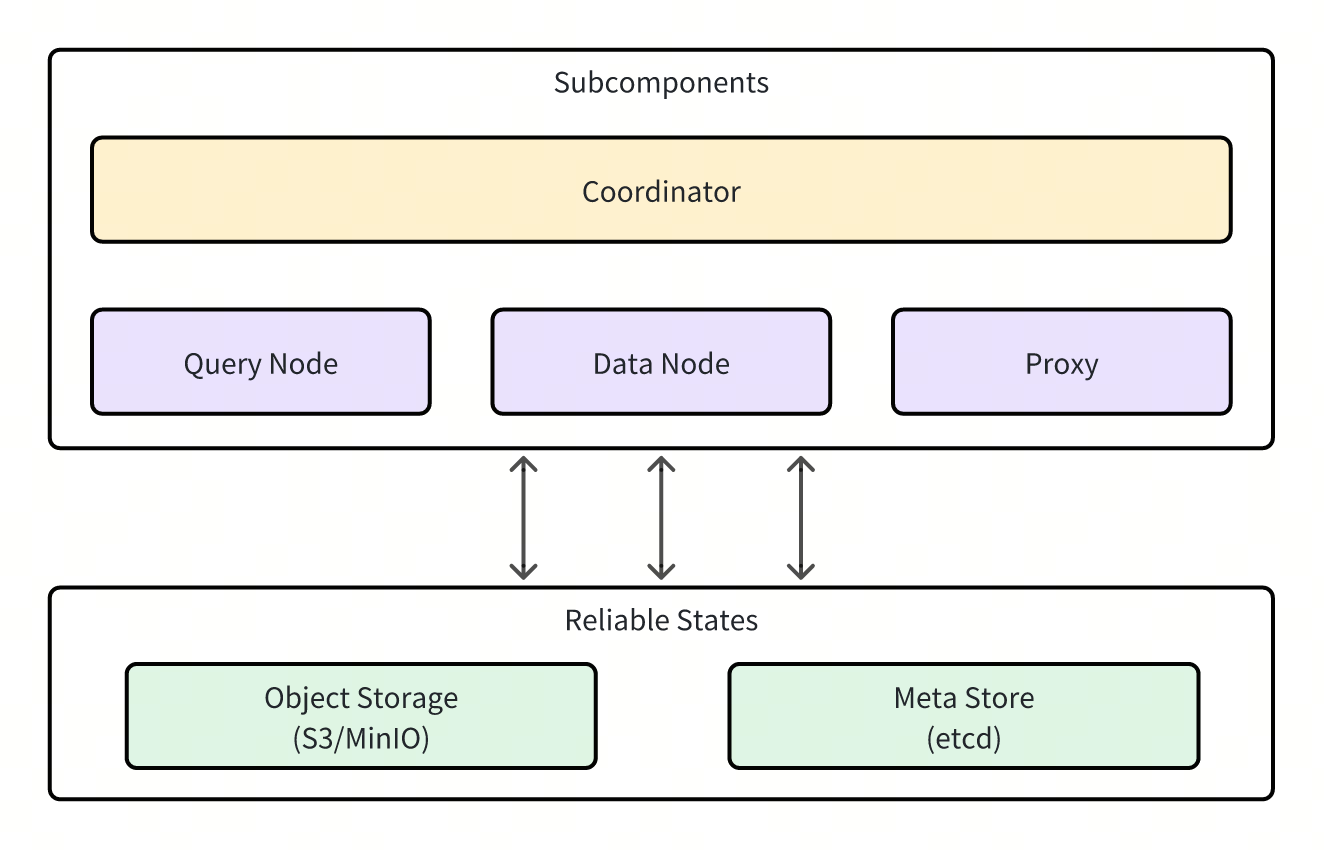 Subcomponents
Coordinator
Query Node
Data Node
Proxy
Reliable States
Object Storage
(S3/MinIO)
Meta Store
(etcd)